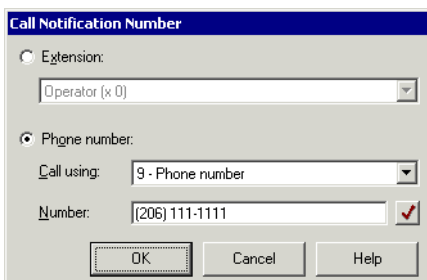 Call Notification Number
Extension:
Operator (x 0)
Phone number:
Call using: 9 - Phone number
Number: (206) 111-1111
OK Cancel Help